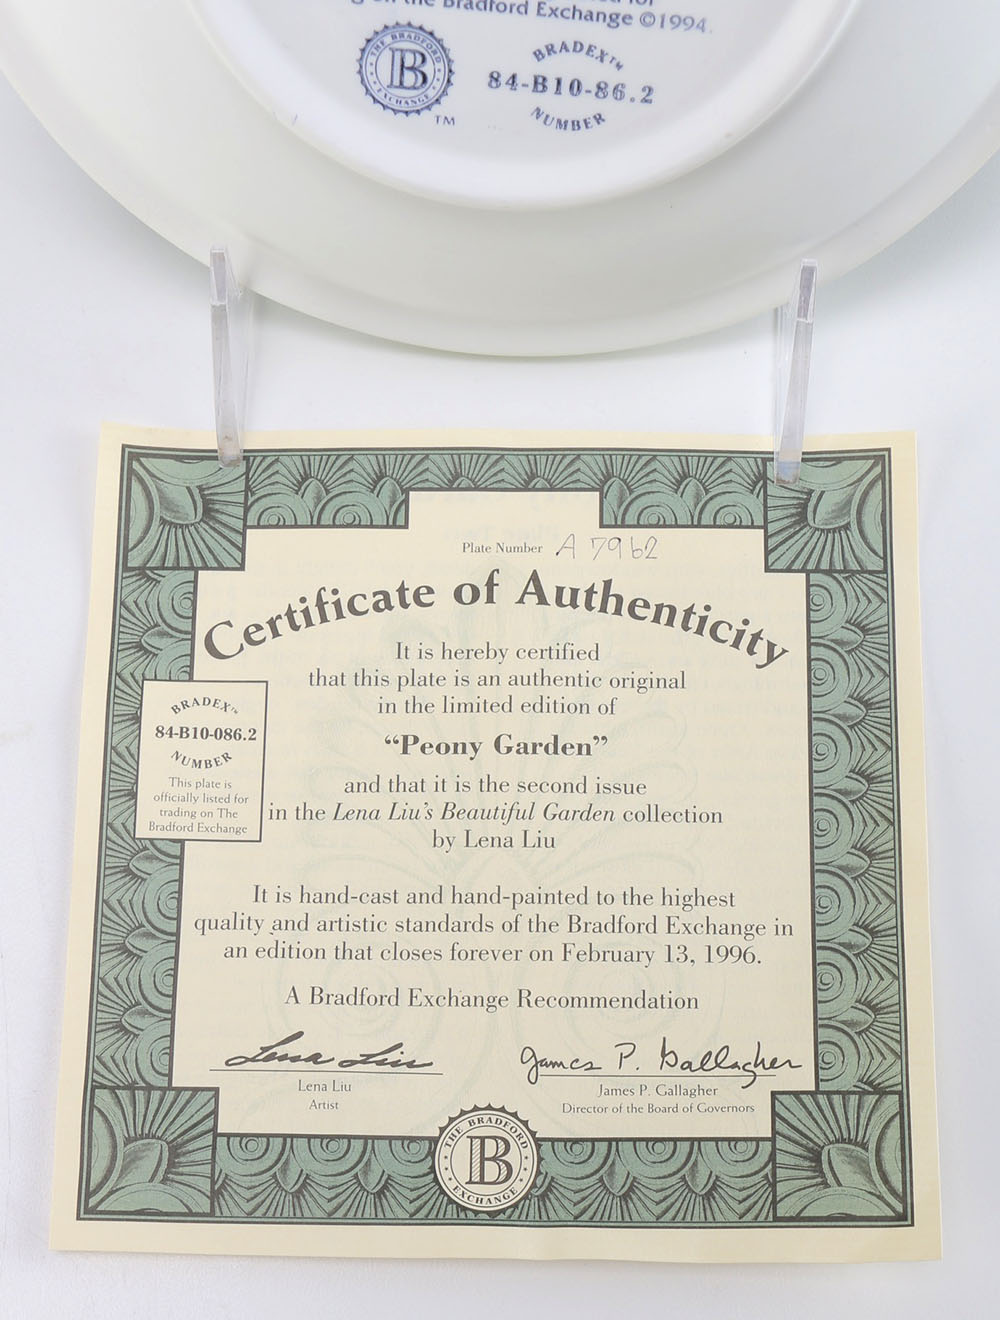 the Bradford Exchange ©1994.
THE BRADFORD
B
EXCHANGE
TM
BRADEX™
84-B10-86.2
NUMBER
Plate Number A 7962
Certificate of Authenticity
It is hereby certified
that this plate is an authentic original
in the limited edition of
“Peony Garden”
and that it is the second issue
in the Lena Liu's Beautiful Garden collection
by Lena Liu
BRADEX™
84-B10-086.2
NUMBER
This plate is
officially listed for
trading on The
Bradford Exchange
It is hand-cast and hand-painted to the highest
quality and artistic standards of the Bradford Exchange in
an edition that closes forever on February 13, 1996.
A Bradford Exchange Recommendation
Lena Liu
Lena Liu
Artist
James P. Gallagher
James P. Gallagher
Director of the Board of Governors
THE BRADFORD
B
EXCHANGE